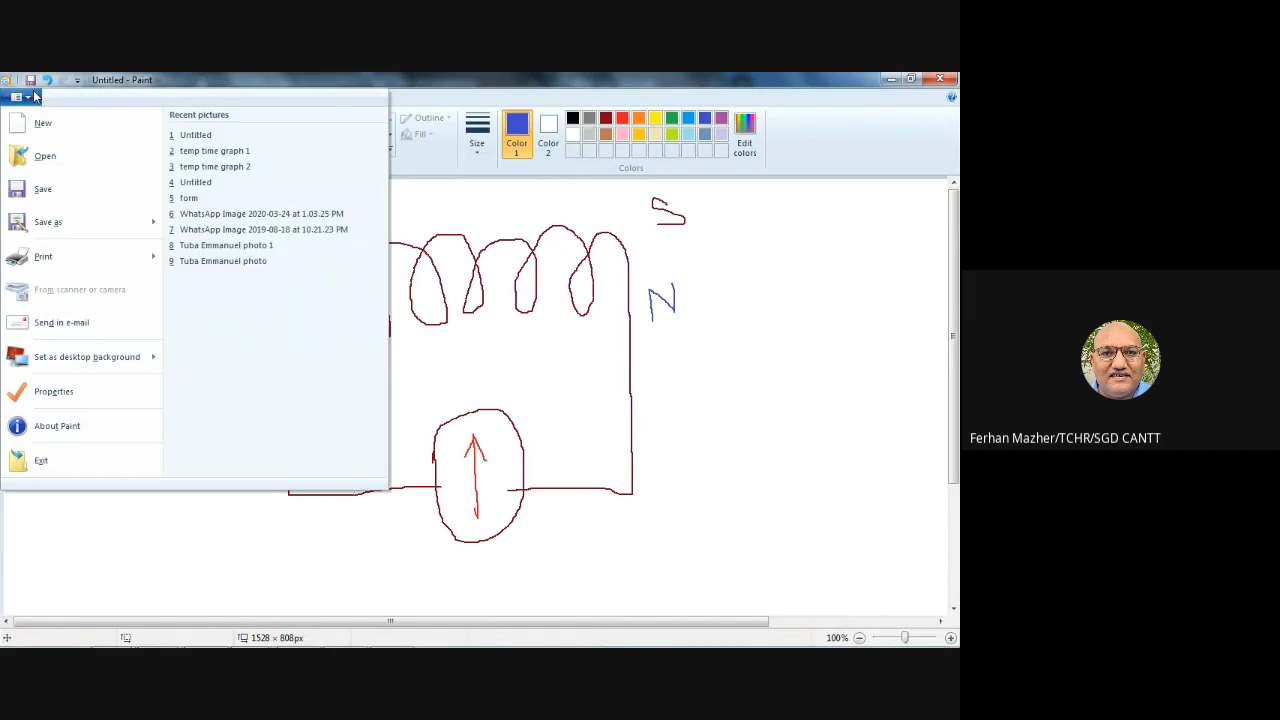 Untitled - Paint
Recent pictures
New
1 Untitled
2 temp time graph 1
Open
3 temp time graph 2
4 Untitled
Save
5 form
6 WhatsApp Image 2020-03-24 at 1.03.25 PM
Save as
7 WhatsApp Image 2019-08-18 at 10.21.23 PM
8 Tuba Emmanuel photo 1
Print
9 Tuba Emmanuel photo
From scanner or camera
Send in e-mail
Set as desktop background
Properties
About Paint
Exit
Outline
Fill
Size
Color 1
Color 2
Edit colors
Colors
S
N
1528 × 808px
100%
Ferhan Mazher/TCHR/SGD CANTT